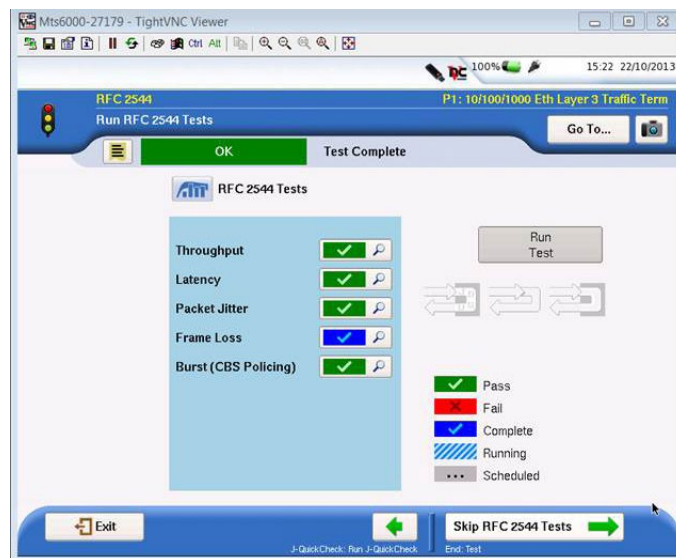 Mts6000-27179 - TightVNC Viewer
Ctrl Alt
100% 15:22 22/10/2013
RFC 2544 P1: 10/100/1000 Eth Layer 3 Traffic Term
Run RFC 2544 Tests
Go To...
OK Test Complete
RFC 2544 Tests
Throughput
Run
Test
Latency
Packet Jitter
Frame Loss
Burst (CBS Policing)
Pass
Fail
Complete
Running
Scheduled
Exit
Skip RFC 2544 Tests
J-QuickCheck: Run J-QuickCheck
End: Test